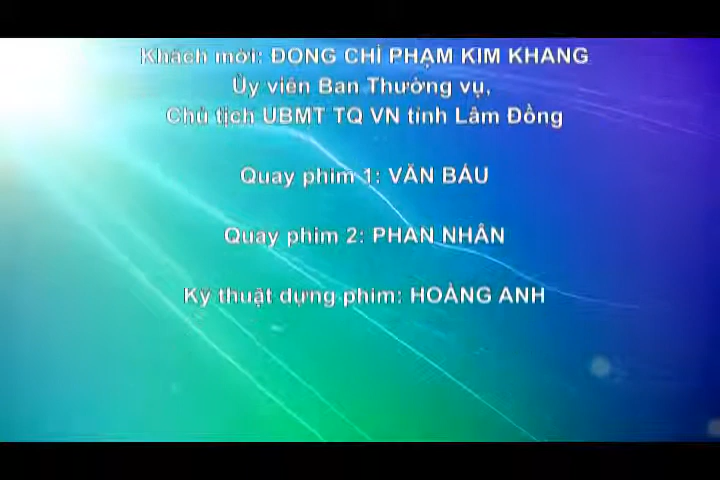 Khách mời: ĐỒNG CHÍ PHẠM KIM KHANG
Ủy viên Ban Thường vụ,
Chủ tịch UBMT TQ VN tỉnh Lâm Đồng
Quay phim 1: VĂN BÁU
Quay phim 2: PHAN NHÂN
Kỹ thuật dựng phim: HOÀNG ANH